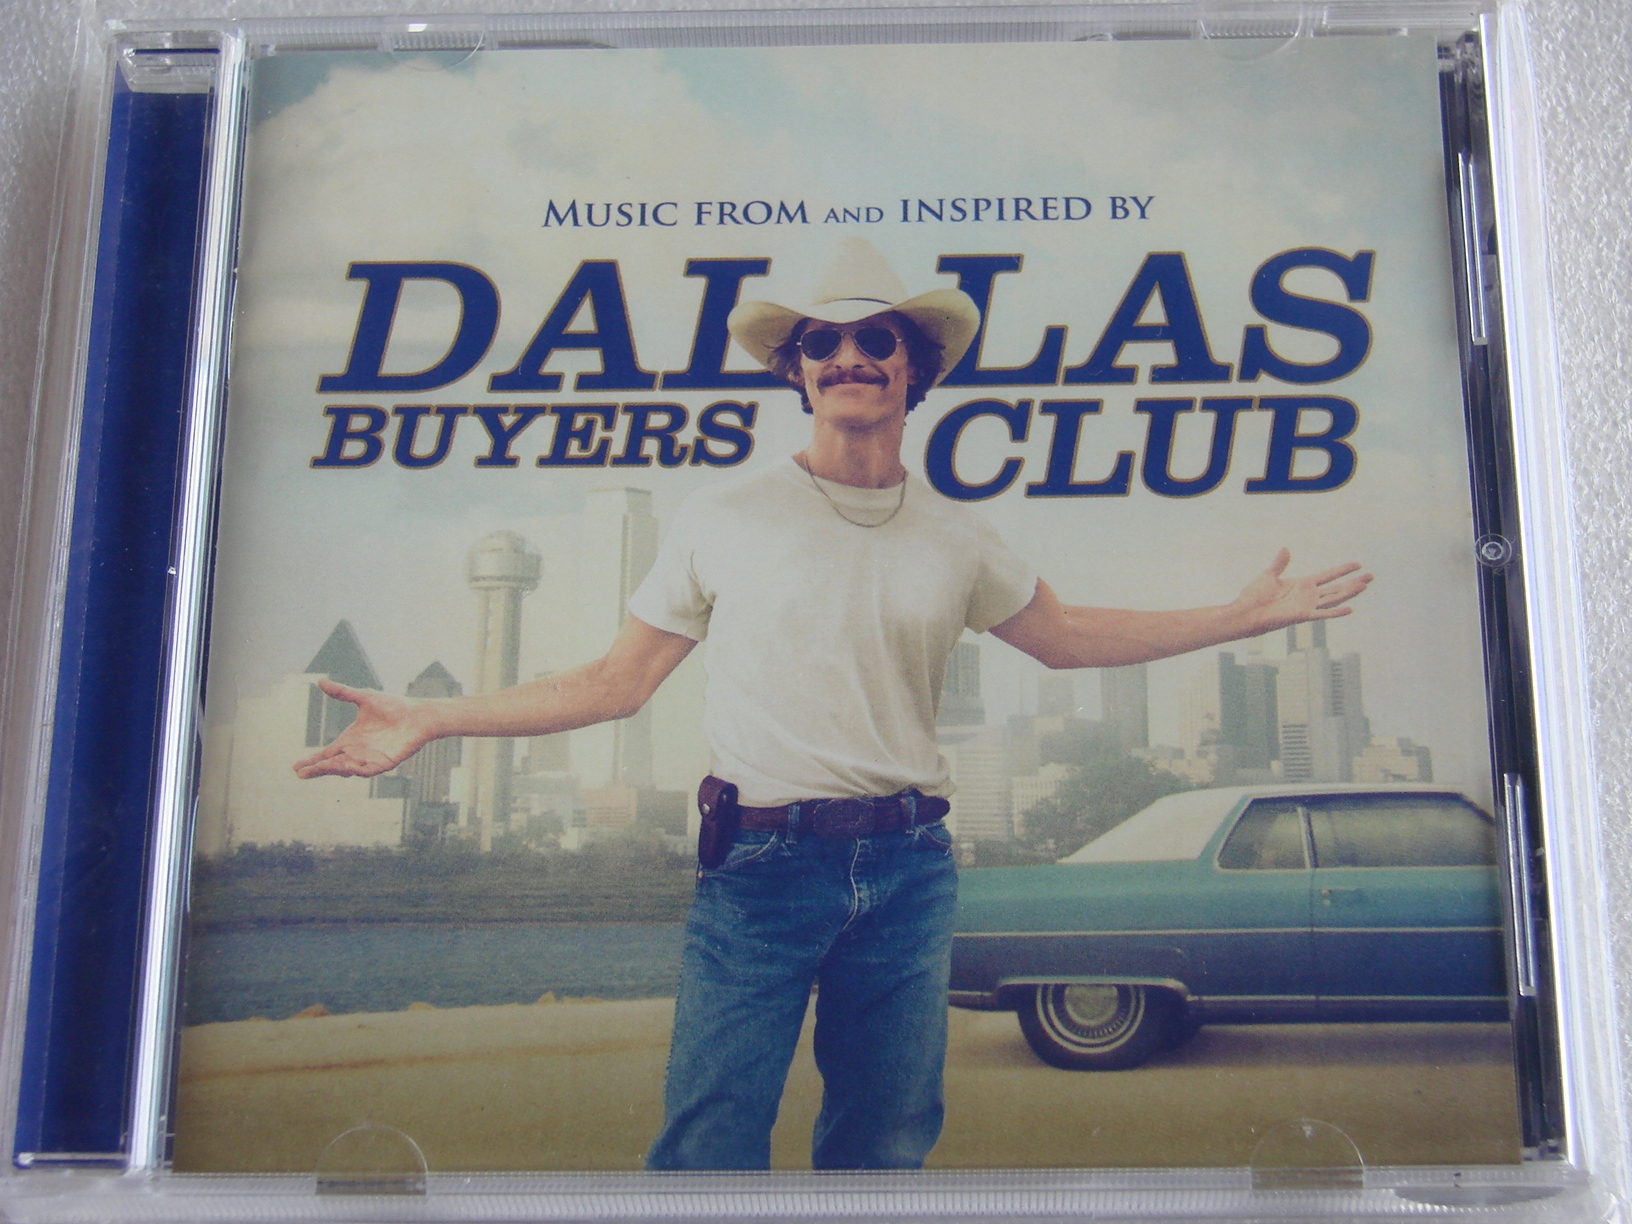 MUSIC FROM AND INSPIRED BY
DALLAS
BUYERS CLUB